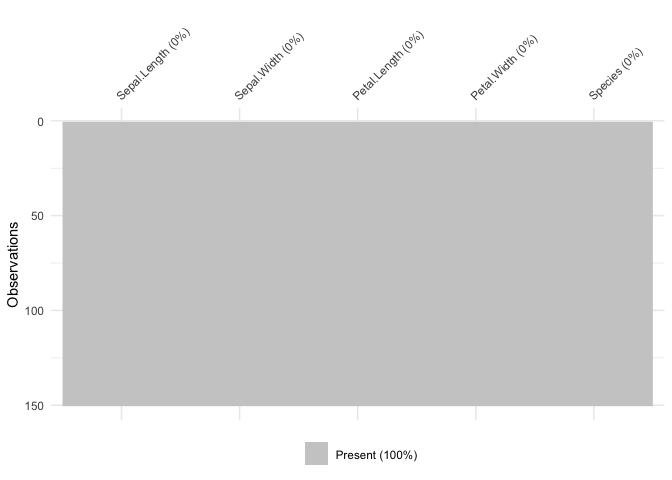 Sepal.Length (0%)
Sepal.Width (0%)
Petal.Length (0%)
Petal.Width (0%)
Species (0%)
0
50
100
150
Observations
Present (100%)